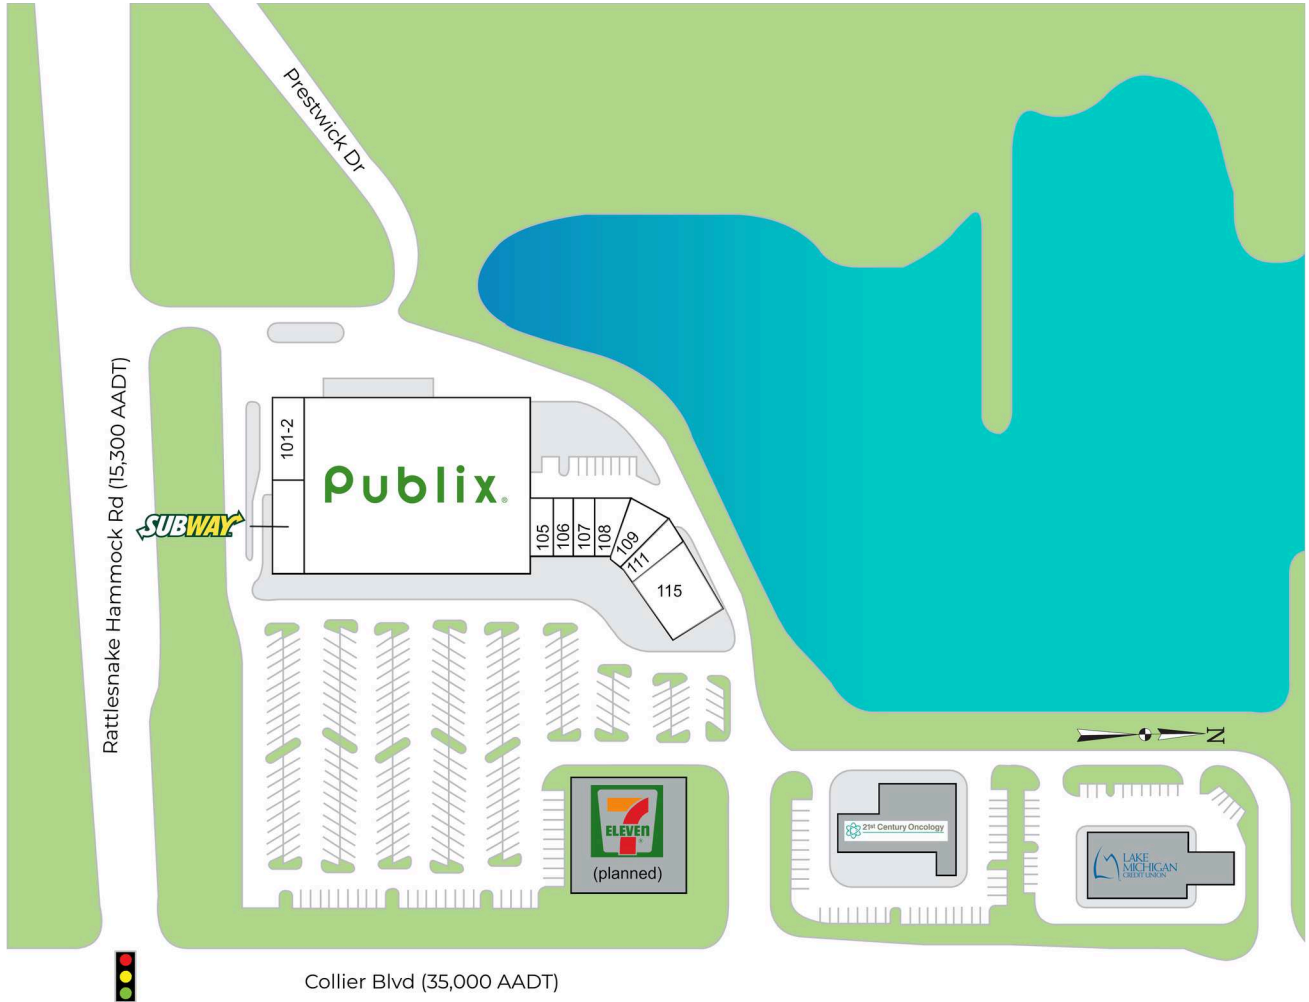 Prestwick Dr
Rattlesnake Hammock Rd (15,300 AADT)
101-2
Publix®
SUBWAY
105
106
107
108
109
111
115
N
7
ELEVEN
(planned)
21st Century Oncology
LAKE
MICHIGAN
CREDIT UNION
Collier Blvd (35,000 AADT)